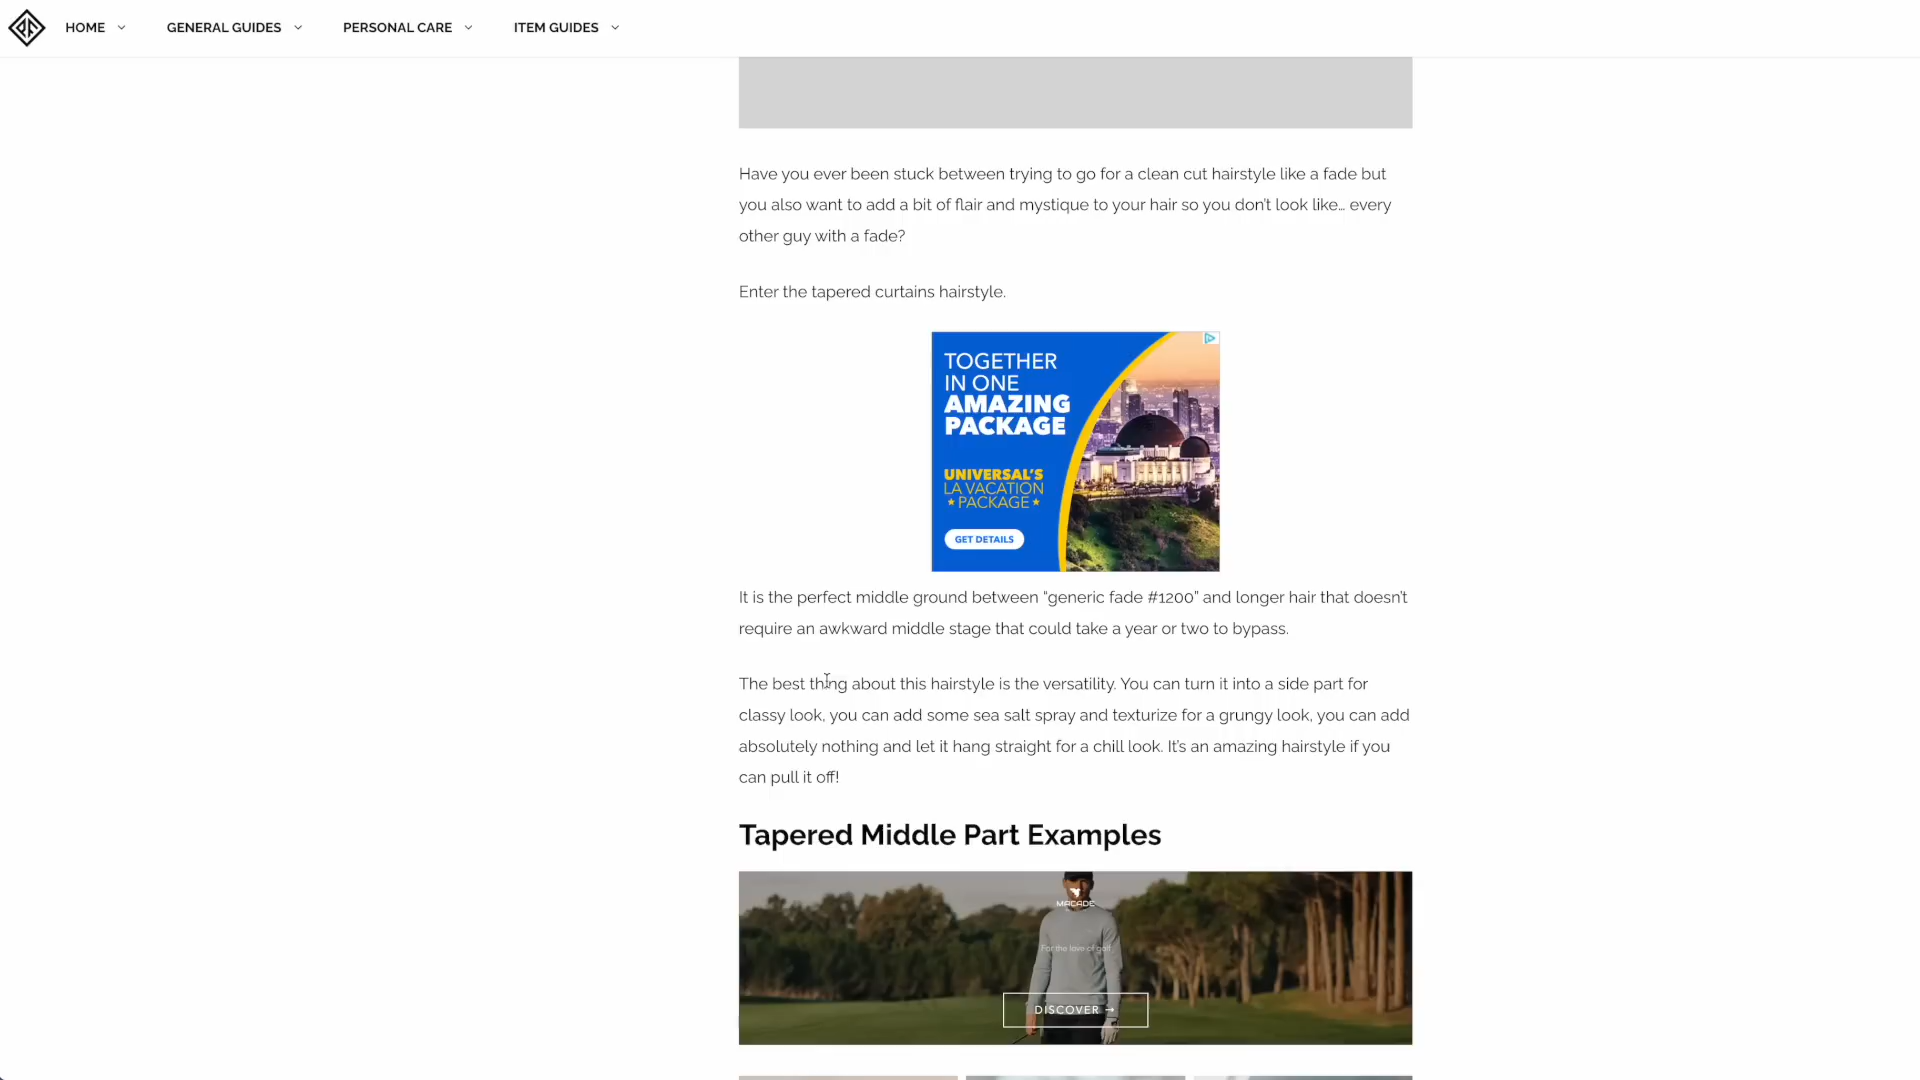 HOME
GENERAL GUIDES
PERSONAL CARE
ITEM GUIDES
Have you ever been stuck between trying to go for a clean cut hairstyle like a fade but
you also want to add a bit of flair and mystique to your hair so you don’t look like… every
other guy with a fade?
Enter the tapered curtains hairstyle.
TOGETHER
IN ONE
AMAZING
PACKAGE
UNIVERSAL'S
LA VACATION
★PACKAGE★
GET DETAILS
It is the perfect middle ground between “generic fade #1200” and longer hair that doesn’t
require an awkward middle stage that could take a year or two to bypass.
The best thing about this hairstyle is the versatility. You can turn it into a side part for
classy look, you can add some sea salt spray and texturize for a grungy look, you can add
absolutely nothing and let it hang straight for a chill look. It’s an amazing hairstyle if you
can pull it off!
Tapered Middle Part Examples
MACADE
For the love of golf
DISCOVER →